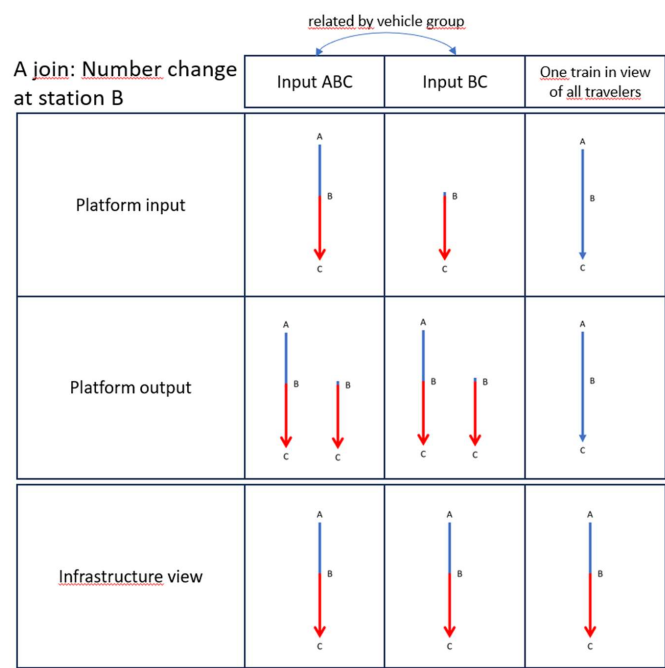 related by vehicle group
A join: Number change
at station B
Input ABC
Input BC
One train in view
of all travelers
Platform input
A
B
C
B
C
A
B
C
Platform output
A
B
C
B
C
A
B
C
B
C
A
B
C
Infrastructure view
A
B
C
A
B
C
A
B
C